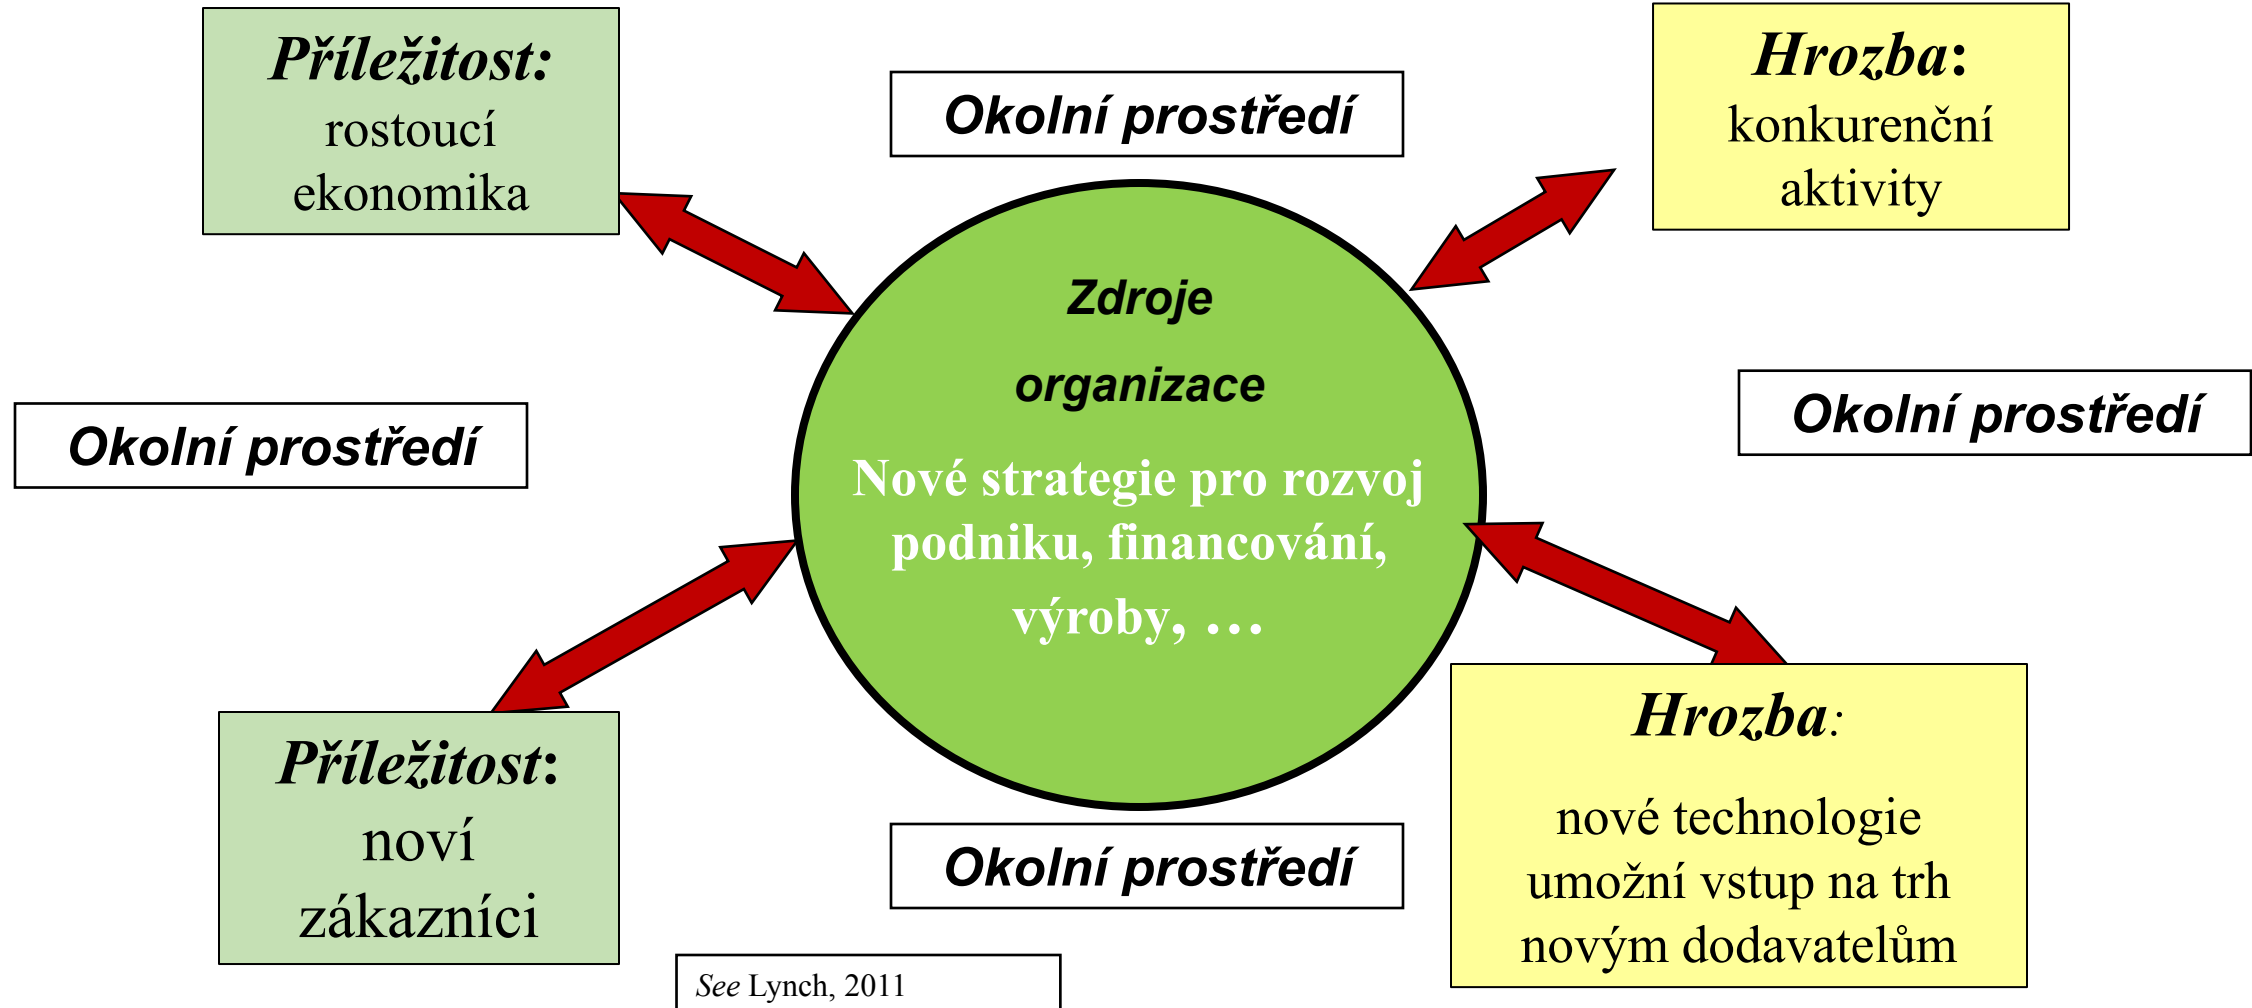 Příležitost:
rostoucí
ekonomika
Okolní prostředí
Hrozba:
konkurenční
aktivity
Zdroje
organizace
Nové strategie pro rozvoj
podniku, financování,
výroby, …
Okolní prostředí
Okolní prostředí
Příležitost:
noví
zákazníci
Okolní prostředí
Hrozba:
nové technologie
umožní vstup na trh
novým dodavatelům
See Lynch, 2011